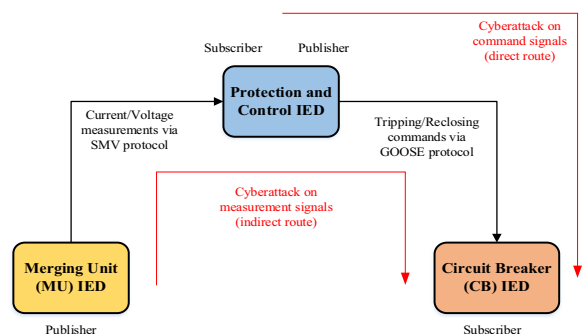 Cyberattack on
command signals
(direct route)
Subscriber
Publisher
Protection and
Control IED
Current/Voltage
measurements via
SMV protocol
Tripping/Reclosing
commands via
GOOSE protocol
Cyberattack on
measurement signals
(indirect route)
Merging Unit
(MU) IED
Circuit Breaker
(CB) IED
Publisher
Subscriber